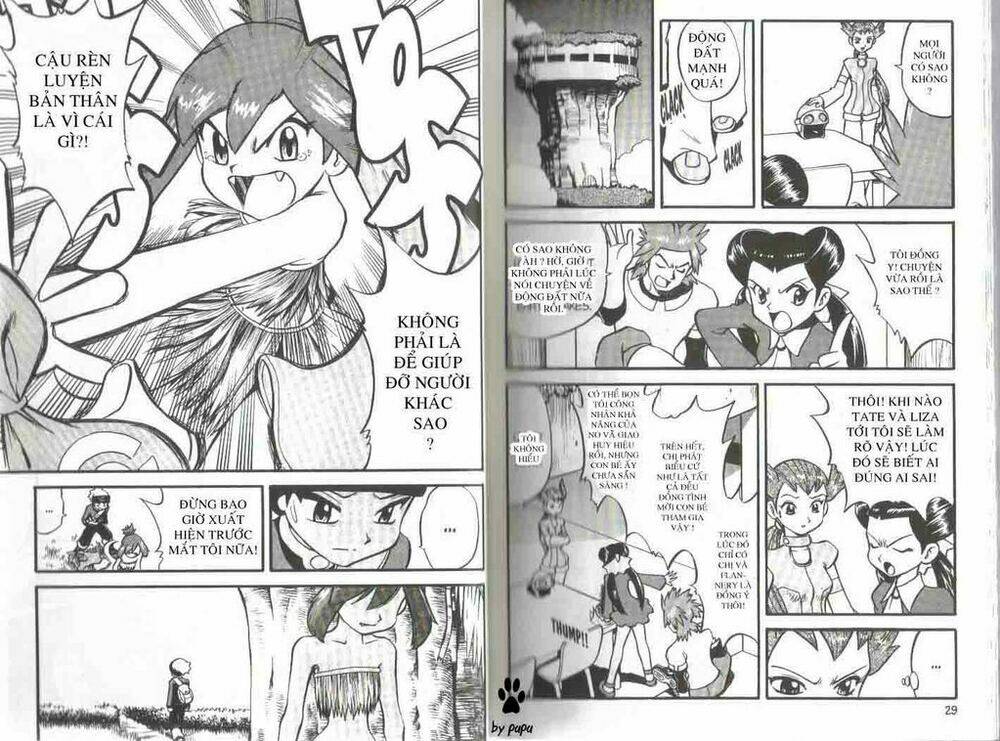 CẬU RÈN
LUYỆN
BẢN THÂN
LÀ VÌ CÁI
GÌ?!
KHÔNG
PHẢI LÀ
ĐỂ GIÚP
ĐỠ NGƯỜI
KHÁC
SAO
?
...
ĐỪNG BAO
GIỜ XUẤT
HIỆN TRƯỚC
MẮT TÔI NỮA!
...
ĐỘNG
ĐẤT
MẠNH
QUÁ!
CLACK
CLACK
MỌI
NGƯỜI
CÓ SAO
KHÔNG
?
CÓ SAO KHÔNG
ÀH ? HỜ, GIỜ
KHÔNG PHẢI LÚC
NÓI CHUYỆN VỀ
ĐỘNG ĐẤT NỮA
RỒI.
TÔI ĐỒNG
Ý! CHUYỆN
VỪA RỒI LÀ
SAO THẾ ?
TÔI
KHÔNG
HIỂU
CÓ THỂ BỌN
TÔI CÔNG
NHẬN KHẢ
NĂNG CỦA
NO VÃ GIAO
HUY HIỆU
RỒI, NHƯNG
CON BÉ ẤY
CHƯA SẴN
SÀNG !
TRÊN HẾT,
CHỊ PHÁT
BIỂU CỨ
NHƯ LÀ TẤT
CẢ ĐỀU
ĐỒNG TÌNH
MỜI CON BÉ
THAM GIA
VẬY !
TRONG
LÚC ĐÓ
CHỈ CÓ
CHỊ VÀ
FLAN-
NERY
LÀ
ĐỒNG Ý
THÔI!
THUMP!!
THÔI! KHI NÀO
TATE VÀ LIZA
TỚI TÔI SẼ LÀM
RÕ VẬY! LÚC
ĐÓ SẼ BIẾT AI
ĐÚNG AI SAI!
...
29
by pupu